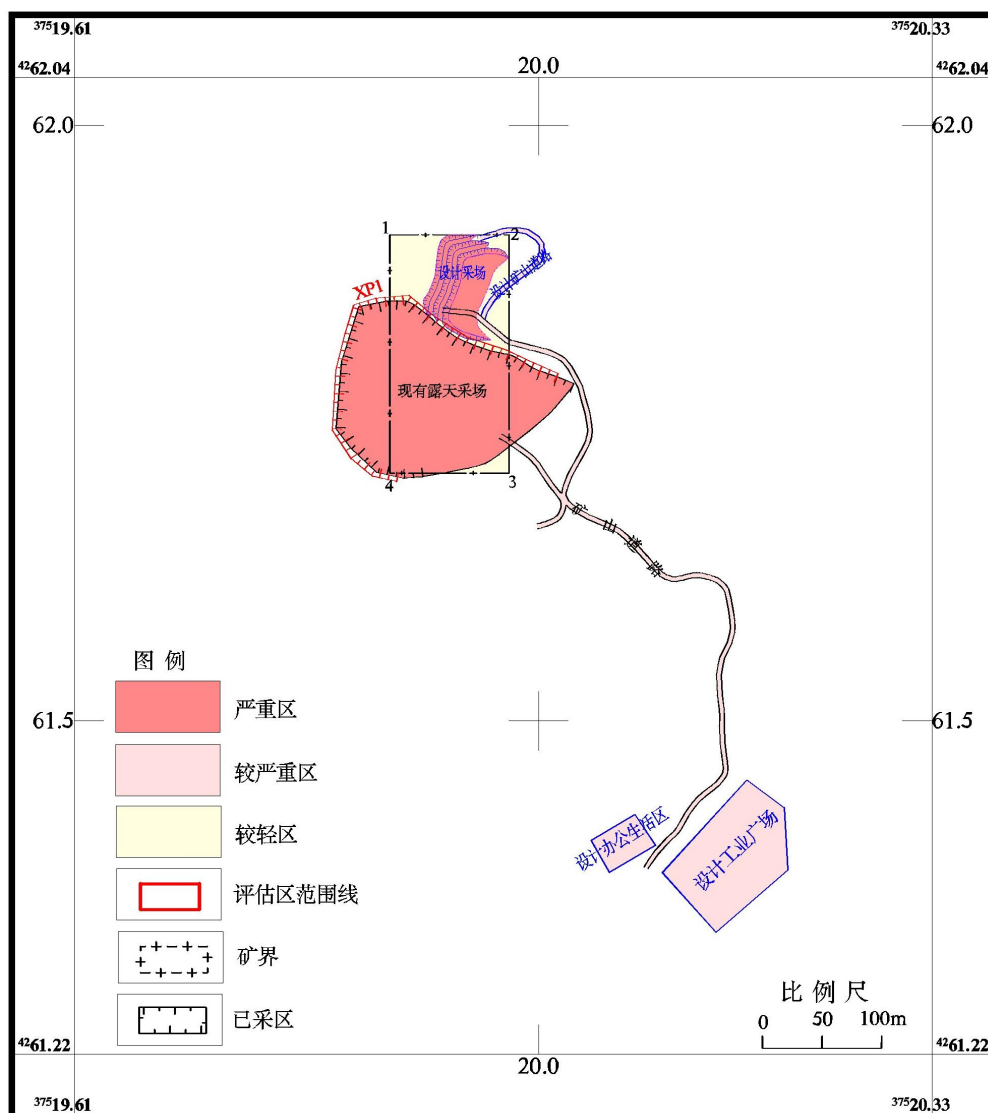 37519.61
37520.33
4262.04
20.0
4262.04
62.0
62.0
1
2
设计采场
设计矿山道路
XP1
现有露天采场
4
3
矿山道路
图 例
严重区
61.5
61.5
较严重区
较轻区
设计办公生活区
设计工业广场
评估区范围线
矿界
比 例 尺
已采区
0 50 100m
4261.22
20.0
4261.22
37519.61
37520.33